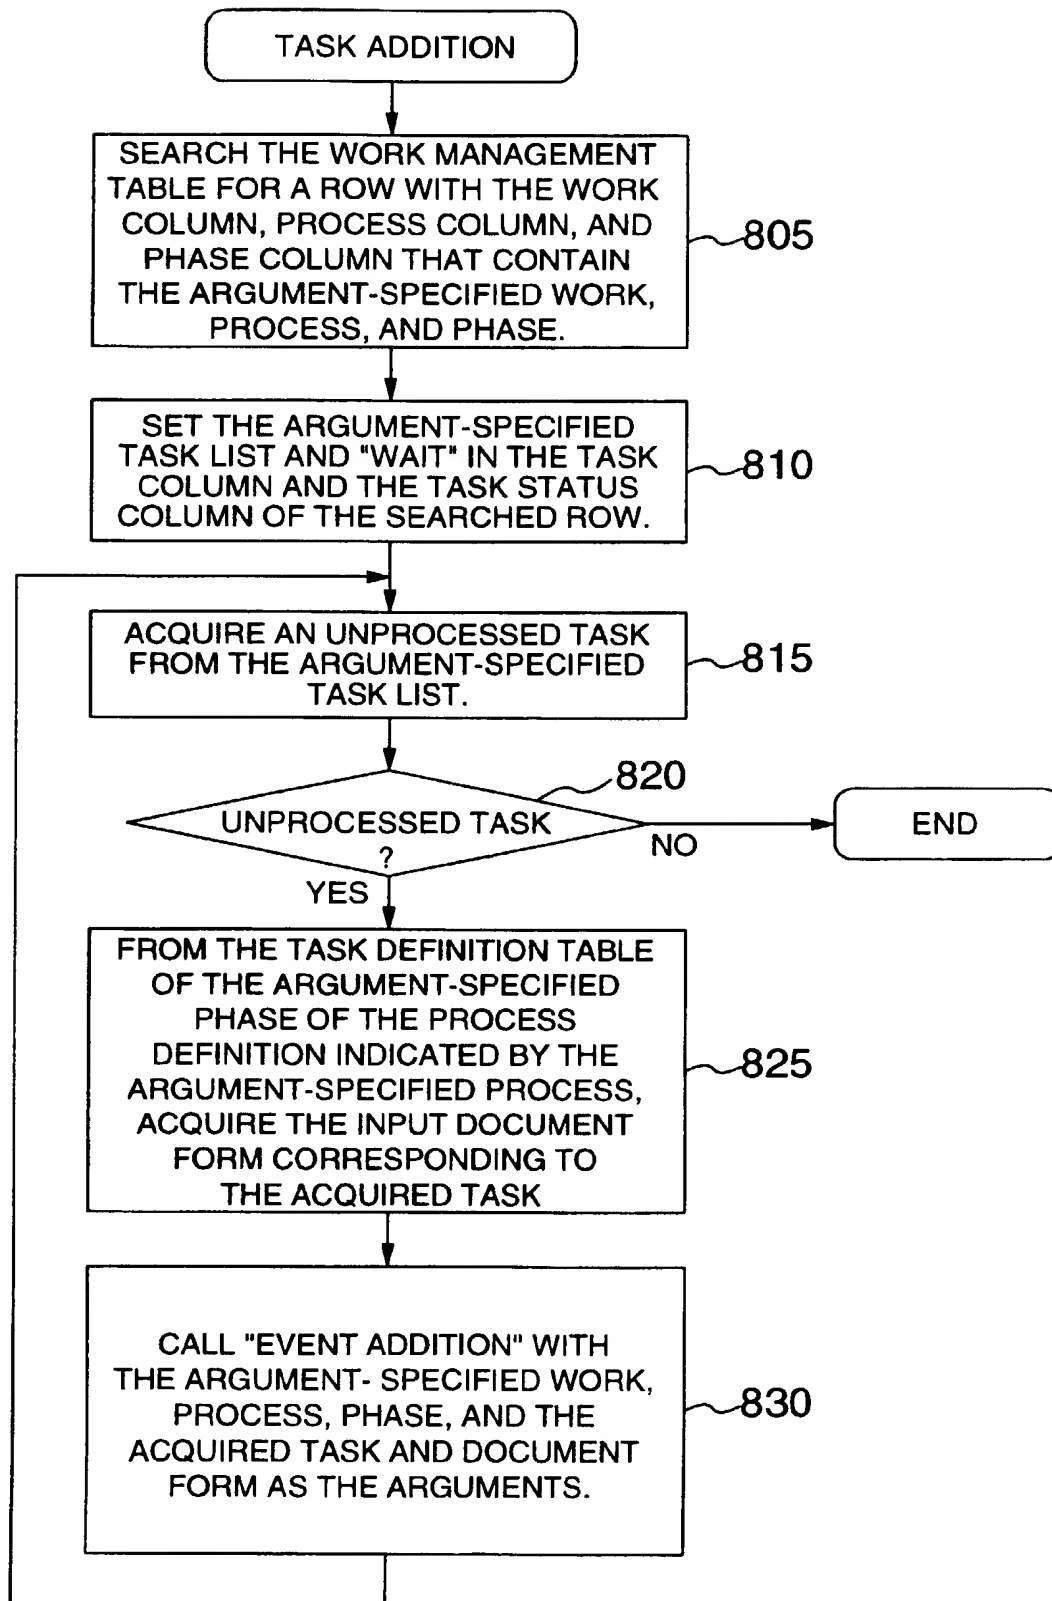 TASK ADDITION
SEARCH THE WORK MANAGEMENT
TABLE FOR A ROW WITH THE WORK
COLUMN, PROCESS COLUMN, AND
PHASE COLUMN THAT CONTAIN
THE ARGUMENT-SPECIFIED WORK,
PROCESS, AND PHASE.
805
SET THE ARGUMENT-SPECIFIED
TASK LIST AND "WAIT" IN THE TASK
COLUMN AND THE TASK STATUS
COLUMN OF THE SEARCHED ROW.
810
ACQUIRE AN UNPROCESSED TASK
FROM THE ARGUMENT-SPECIFIED
TASK LIST.
815
820
UNPROCESSED TASK
?
NO
END
YES
FROM THE TASK DEFINITION TABLE
OF THE ARGUMENT-SPECIFIED
PHASE OF THE PROCESS
DEFINITION INDICATED BY THE
ARGUMENT-SPECIFIED PROCESS,
ACQUIRE THE INPUT DOCUMENT
FORM CORRESPONDING TO
THE ACQUIRED TASK
825
CALL "EVENT ADDITION" WITH
THE ARGUMENT- SPECIFIED WORK,
PROCESS, PHASE, AND THE
ACQUIRED TASK AND DOCUMENT
FORM AS THE ARGUMENTS.
830